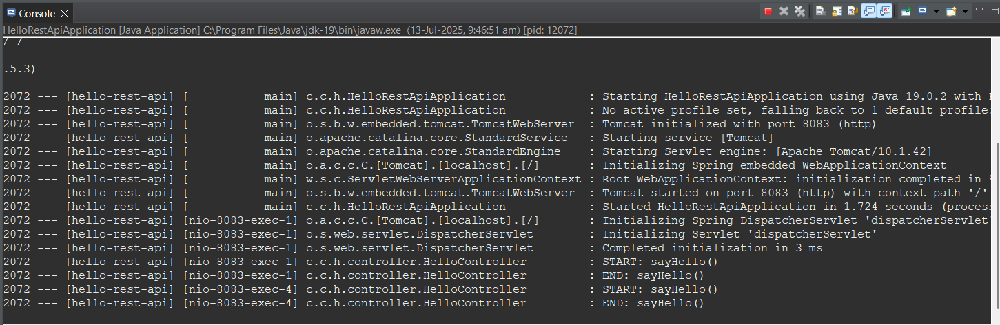 Console
HelloRestApiApplication [Java Application] C:\Program Files\Java\jdk-19\bin\javaw.exe (13-Jul-2025, 9:46:51 am) [pid: 12072]
/_/
.5.3)
2072 --- [hello-rest-api] [           main] c.c.h.HelloRestApiApplication            : Starting HelloRestApiApplication using Java 19.0.2 with
2072 --- [hello-rest-api] [           main] c.c.h.HelloRestApiApplication            : No active profile set, falling back to 1 default profile:
2072 --- [hello-rest-api] [           main] o.s.b.w.embedded.tomcat.TomcatWebServer  : Tomcat initialized with port 8083 (http)
2072 --- [hello-rest-api] [           main] o.apache.catalina.core.StandardService   : Starting service [Tomcat]
2072 --- [hello-rest-api] [           main] o.apache.catalina.core.StandardEngine    : Starting Servlet engine: [Apache Tomcat/10.1.42]
2072 --- [hello-rest-api] [           main] o.a.c.c.C.[Tomcat].[localhost].[/]       : Initializing Spring embedded WebApplicationContext
2072 --- [hello-rest-api] [           main] w.s.c.ServletWebServerApplicationContext : Root WebApplicationContext: initialization completed in
2072 --- [hello-rest-api] [           main] o.s.b.w.embedded.tomcat.TomcatWebServer  : Tomcat started on port 8083 (http) with context path '/'
2072 --- [hello-rest-api] [           main] c.c.h.HelloRestApiApplication            : Started HelloRestApiApplication in 1.724 seconds (process
2072 --- [hello-rest-api] [nio-8083-exec-1] o.a.c.c.C.[Tomcat].[localhost].[/]       : Initializing Spring DispatcherServlet 'dispatcherServlet'
2072 --- [hello-rest-api] [nio-8083-exec-1] o.s.web.servlet.DispatcherServlet        : Initializing Servlet 'dispatcherServlet'
2072 --- [hello-rest-api] [nio-8083-exec-1] o.s.web.servlet.DispatcherServlet        : Completed initialization in 3 ms
2072 --- [hello-rest-api] [nio-8083-exec-1] c.c.h.controller.HelloController         : START: sayHello()
2072 --- [hello-rest-api] [nio-8083-exec-1] c.c.h.controller.HelloController         : END: sayHello()
2072 --- [hello-rest-api] [nio-8083-exec-4] c.c.h.controller.HelloController         : START: sayHello()
2072 --- [hello-rest-api] [nio-8083-exec-4] c.c.h.controller.HelloController         : END: sayHello()